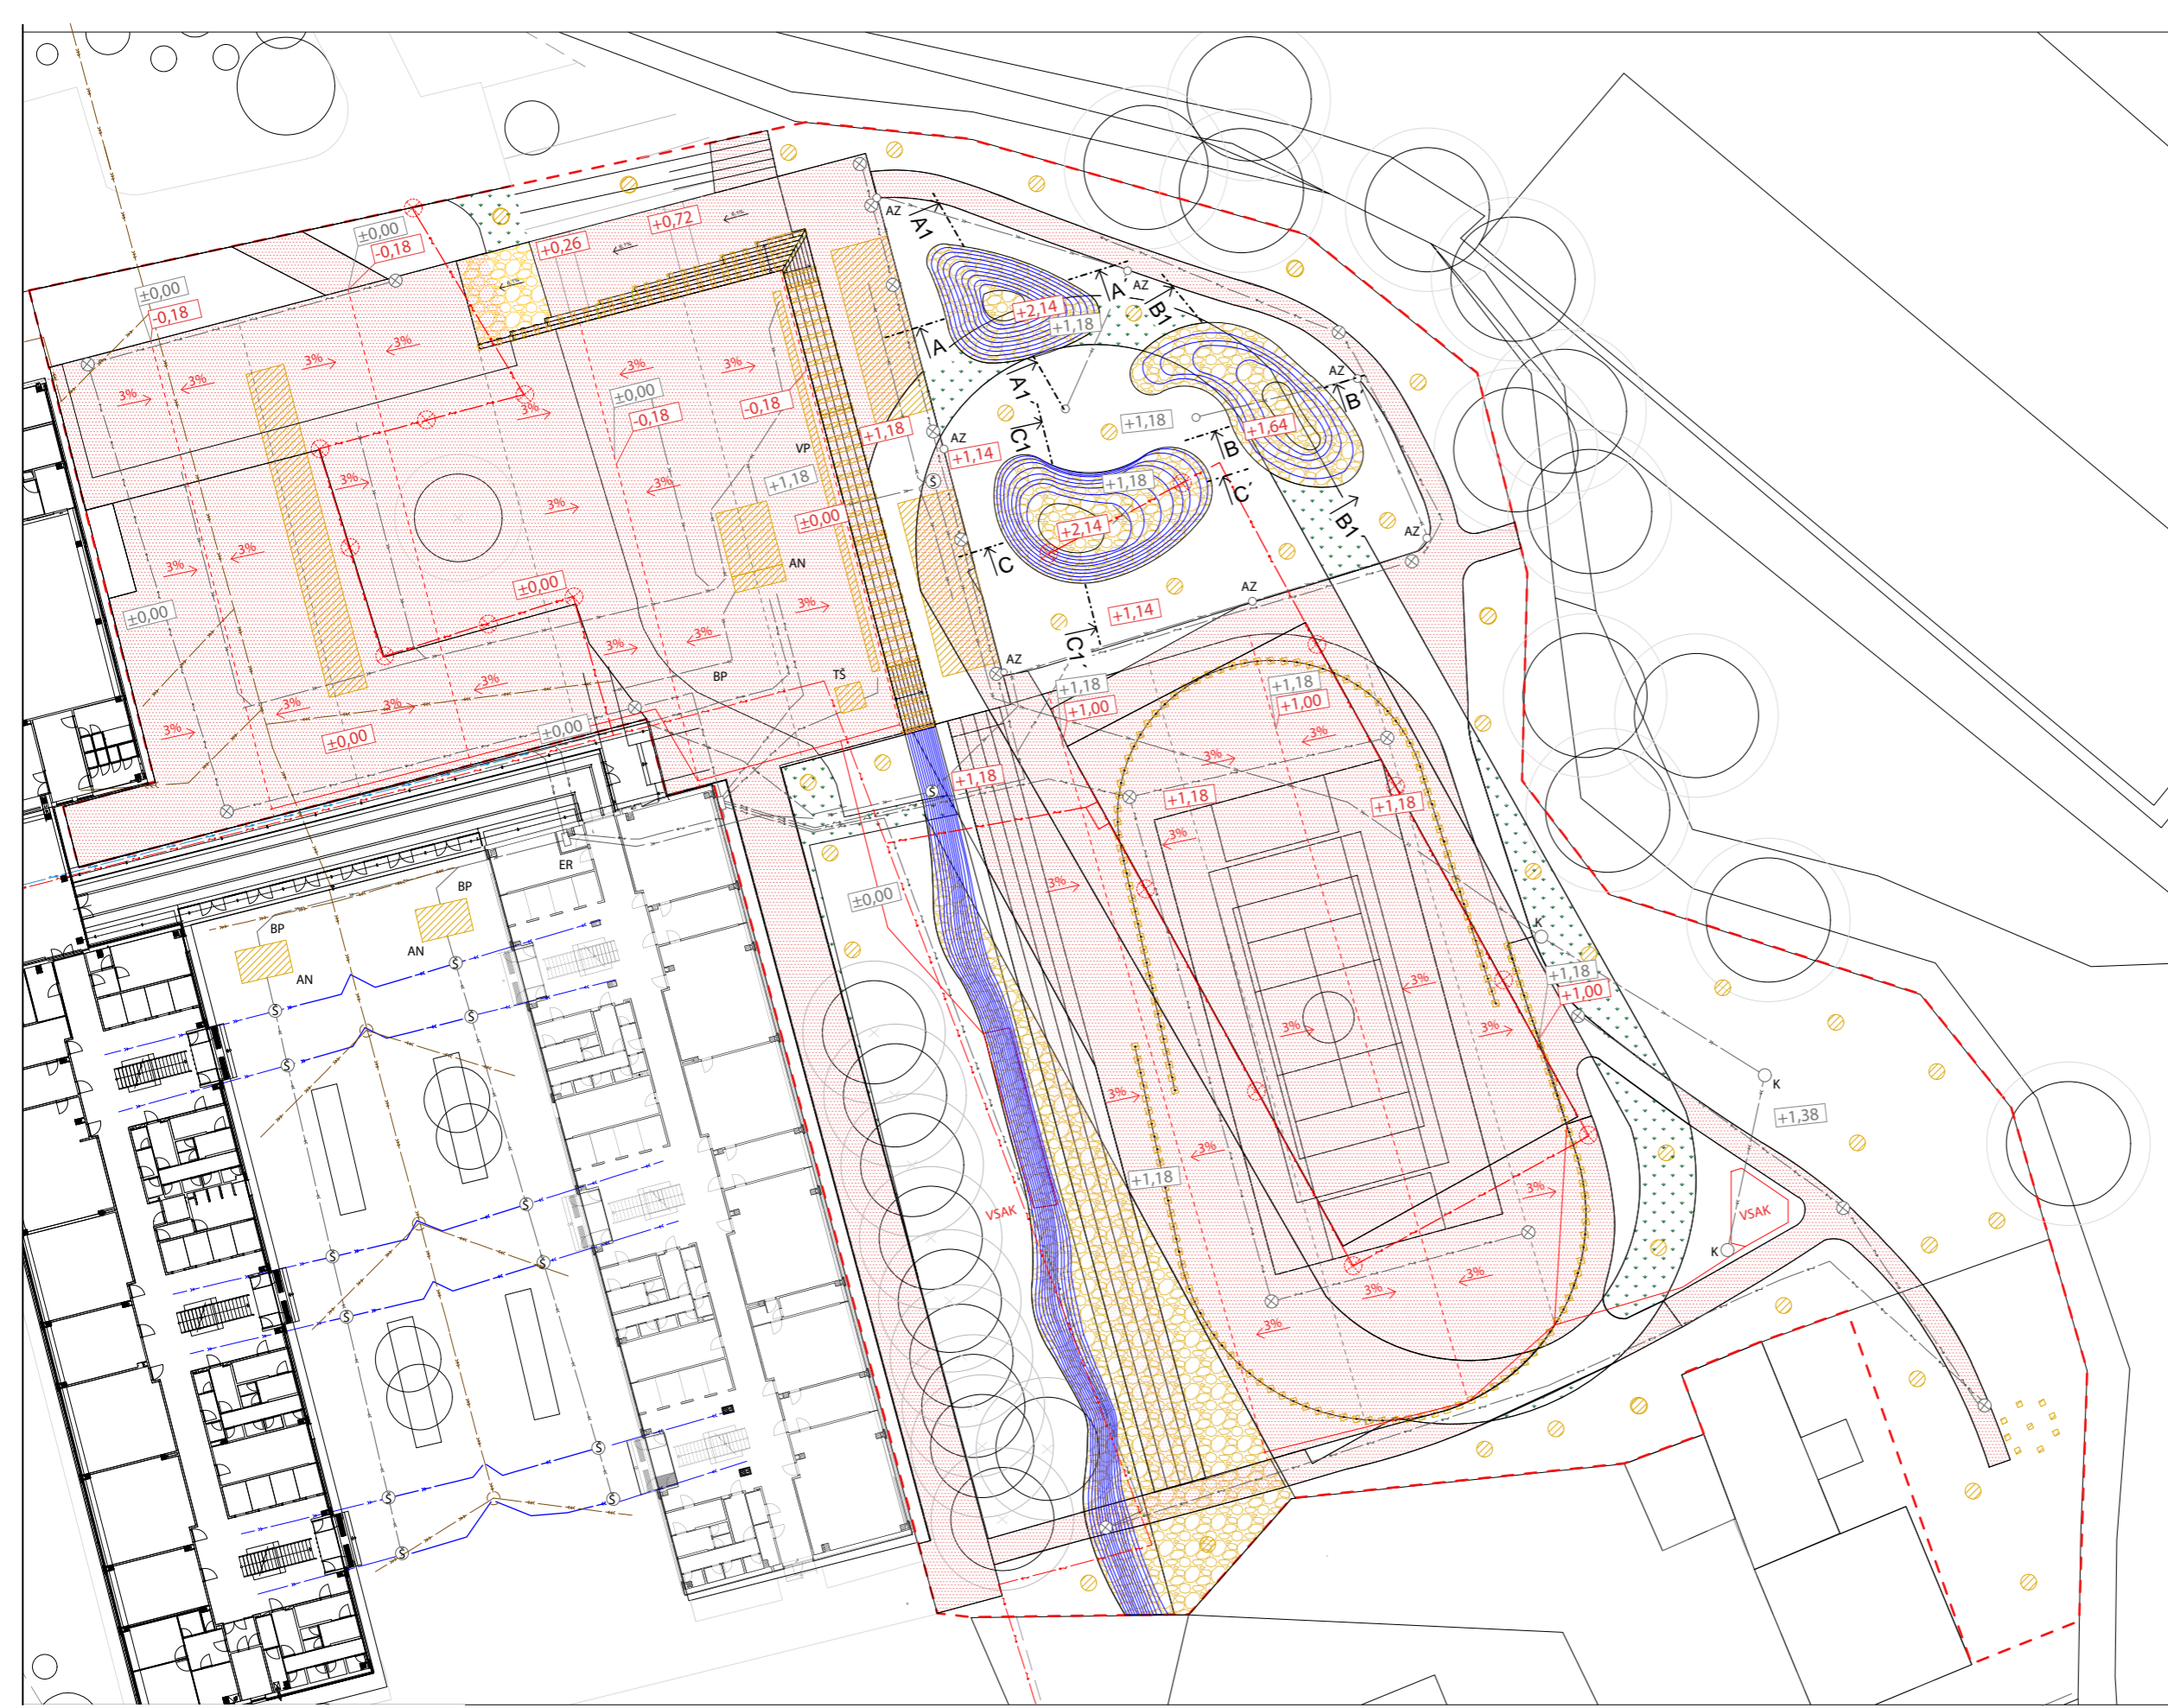 ±0,00
-0,18
+0,72
+0,26
AZ
A1
±0,00
-0,18
A
AZ
+2,14
B1
+1,18
3%
3%
3%
3%
3%
3%
3%
A
AZ
B
±0,00
-0,18
-0,18
A1
+1,18
+1,64
+1,18
AZ
C1
B
+1,14
VP
3%
3%
+1,18
Š
+1,18
C
3%
±0,00
B1
AZ
+2,14
3%
3%
AN
C
±0,00
AZ
±0,00
3%
+1,14
3%
3%
C1
AZ
BP
TŠ
+1,18
+1,18
3%
3%
3%
+1,00
+1,00
3%
±0,00
±0,00
3%
3%
+1,18
Š
+1,18
+1,18
3%
ER
BP
3%
±0,00
BP
AN
K
AN
Š
3%
+1,18
+1,00
Š
Š
3%
3%
Š
K
3%
+1,38
3%
+1,18
3%
Š
VSAK
VSAK
Š
Š
K
3%
3%
Š
3%
Š
Š
Š
Š